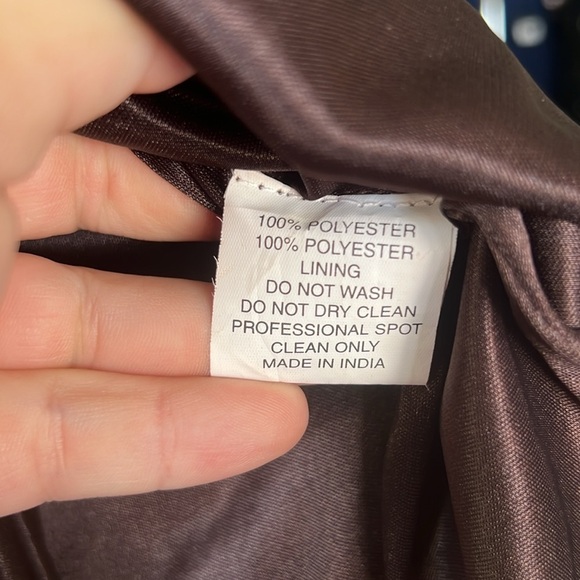 100% POLYESTER
100% POLYESTER
LINING
DO NOT WASH
DO NOT DRY CLEAN
PROFESSIONAL SPOT
CLEAN ONLY
MADE IN INDIA